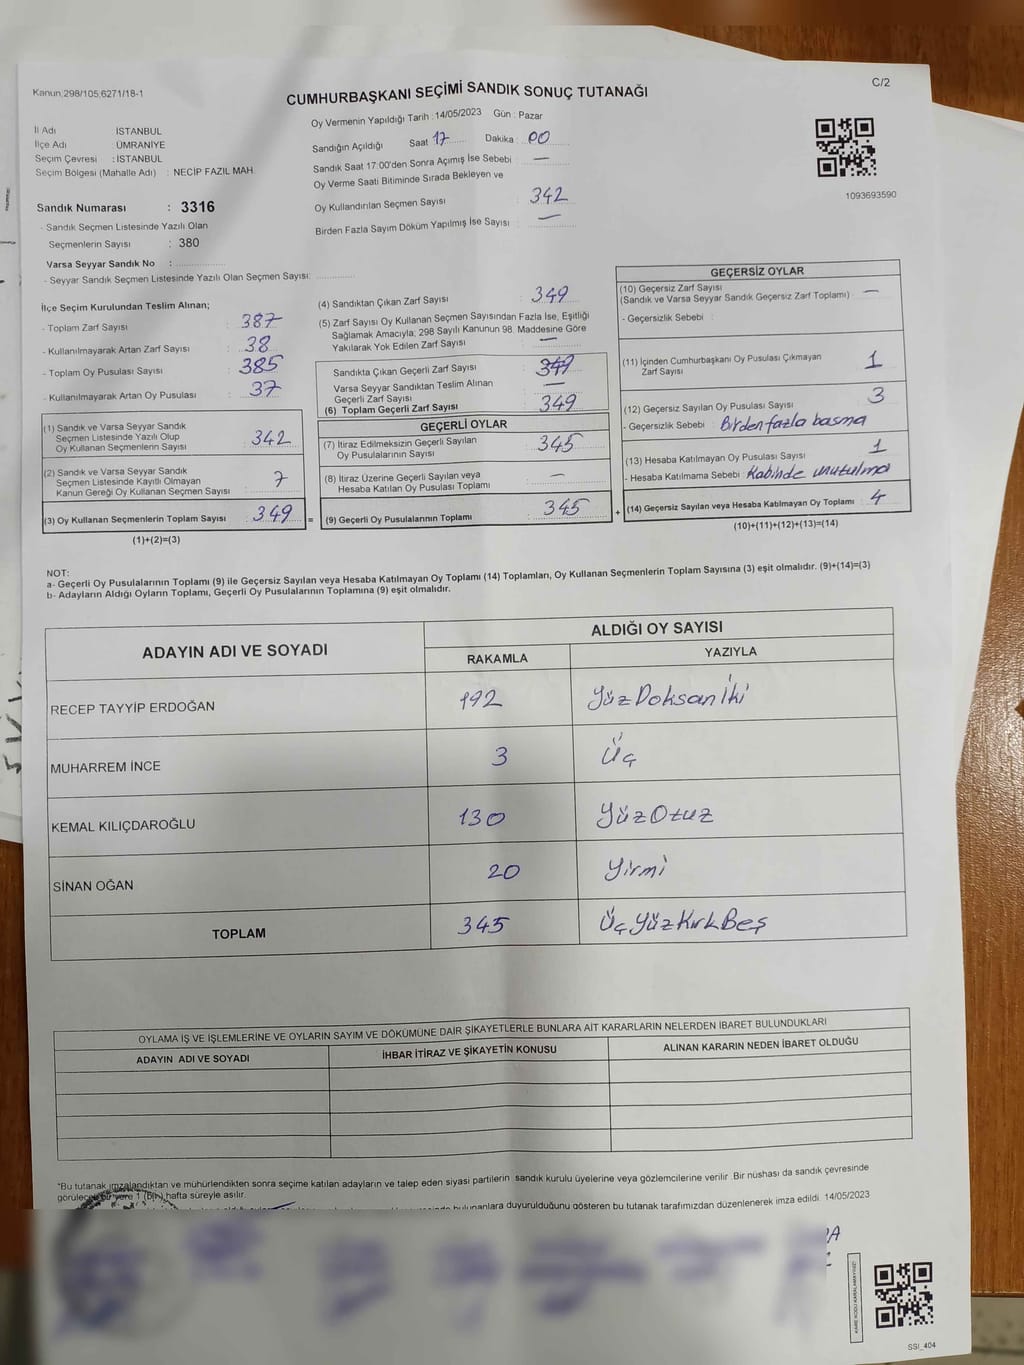 Kanun:298/105,6271/18-1
C/2
CUMHURBAŞKANI SEÇİMİ SANDIK SONUÇ TUTANAĞI
İl Adı İSTANBUL
İlçe Adı : ÜMRANİYE
Seçim Çevresi : İSTANBUL
Seçim Bölgesi (Mahalle Adı) : NECİP FAZIL MAH.
Sandık Numarası : 3316
- Sandık Seçmen Listesinde Yazılı Olan
Seçmenlerin Sayısı : 380
Varsa Seyyar Sandık No :
- Seyyar Sandık Seçmen Listesinde Yazılı Olan Seçmen Sayısı:
Oy Vermenin Yapıldığı Tarih : 14/05/2023 Gün : Pazar
Sandığın Açıldığı Saat 17 Dakika 00
Sandık Saat 17:00'den Sonra Açımış İse Sebebi : —
Oy Verme Saati Bitiminde Sırada Bekleyen ve
Oy Kullandırılan Seçmen Sayısı : 342
Birden Fazla Sayım Döküm Yapılmış İse Sayısı : —
1093693590
İlçe Seçim Kurulundan Teslim Alınan;
- Toplam Zarf Sayısı : 387
- Kullanılmayarak Artan Zarf Sayısı : 38
- Toplam Oy Pusulası Sayısı : 385
- Kullanılmayarak Artan Oy Pusulası : 37
(1) Sandık ve Varsa Seyyar Sandık
Seçmen Listesinde Yazılı Olup
Oy Kullanan Seçmenlerin Sayısı : 342
(2) Sandık ve Varsa Seyyar Sandık
Seçmen Listesinde Kayıtlı Olmayan
Kanun Gereği Oy Kullanan Seçmen Sayısı : 7
(3) Oy Kullanan Seçmenlerin Toplam Sayısı : 349 =
(1)+(2)=(3)
(4) Sandıktan Çıkan Zarf Sayısı : 349
(5) Zarf Sayısı Oy Kullanan Seçmen Sayısından Fazla İse, Eşitliği
Sağlamak Amacıyla; 298 Sayılı Kanunun 98. Maddesine Göre
Yakılarak Yok Edilen Zarf Sayısı : —
Sandıkta Çıkan Geçerli Zarf Sayısı : 349
Varsa Seyyar Sandıktan Teslim Alınan
Geçerli Zarf Sayısı : —
(6) Toplam Geçerli Zarf Sayısı : 349
GEÇERLİ OYLAR
(7) İtiraz Edilmeksizin Geçerli Sayılan
Oy Pusulalarının Sayısı : 345
(8) İtiraz Üzerine Geçerli Sayılan veya
Hesaba Katılan Oy Pusulası Toplamı : —
(9) Geçerli Oy Pusulalarının Toplamı : 345 +
GEÇERSİZ OYLAR
(10) Geçersiz Zarf Sayısı
(Sandık ve Varsa Seyyar Sandık Geçersiz Zarf Toplamı) —
- Geçersizlik Sebebi :
(11) İçinden Cumhurbaşkanı Oy Pusulası Çıkmayan
Zarf Sayısı 1
(12) Geçersiz Sayılan Oy Pusulası Sayısı 3
- Geçersizlik Sebebi : Birden fazla basma
(13) Hesaba Katılmayan Oy Pusulası Sayısı 1
- Hesaba Katılmama Sebebi Kabinde unutulma
(14) Geçersiz Sayılan veya Hesaba Katılmayan Oy Toplamı : 4
(10)+(11)+(12)+(13)=(14)
NOT:
a- Geçerli Oy Pusulalarının Toplamı (9) ile Geçersiz Sayılan veya Hesaba Katılmayan Oy Toplamı (14) Toplamları, Oy Kullanan Seçmenlerin Toplam Sayısına (3) eşit olmalıdır. (9)+(14)=(3)
b- Adayların Aldığı Oyların Toplamı, Geçerli Oy Pusulalarının Toplamına (9) eşit olmalıdır.
ADAYIN ADI VE SOYADI
ALDIĞI OY SAYISI
RAKAMLA YAZIYLA
RECEP TAYYİP ERDOĞAN 192 Yüz Doksan İki
MUHARREM İNCE 3 Üç
KEMAL KILIÇDAROĞLU 130 Yüz Otuz
SİNAN OĞAN 20 Yirmi
TOPLAM 345 Üç Yüz Kırk Beş
OYLAMA İŞ VE İŞLEMLERİNE VE OYLARIN SAYIM VE DÖKÜMÜNE DAİR ŞİKAYETLERLE BUNLARA AİT KARARLARIN NELERDEN İBARET BULUNDUKLARI
ADAYIN ADI VE SOYADI İHBAR İTİRAZ VE ŞİKAYETİN KONUSU ALINAN KARARIN NEDEN İBARET OLDUĞU
"Bu tutanak imzalandıktan ve mühürlendikten sonra seçime katılan adayların ve talep eden siyasi partilerin sandık kurulu üyelerine veya gözlemcilerine verilir. Bir nüshası da sandık çevresinde
görülecek bir yere 1 (bir) hafta süreyle asılır.
bulunanlara duyurulduğunu gösteren bu tutanak tarafımızdan düzenlenerek imza edildi. 14/05/2023
SSI_404